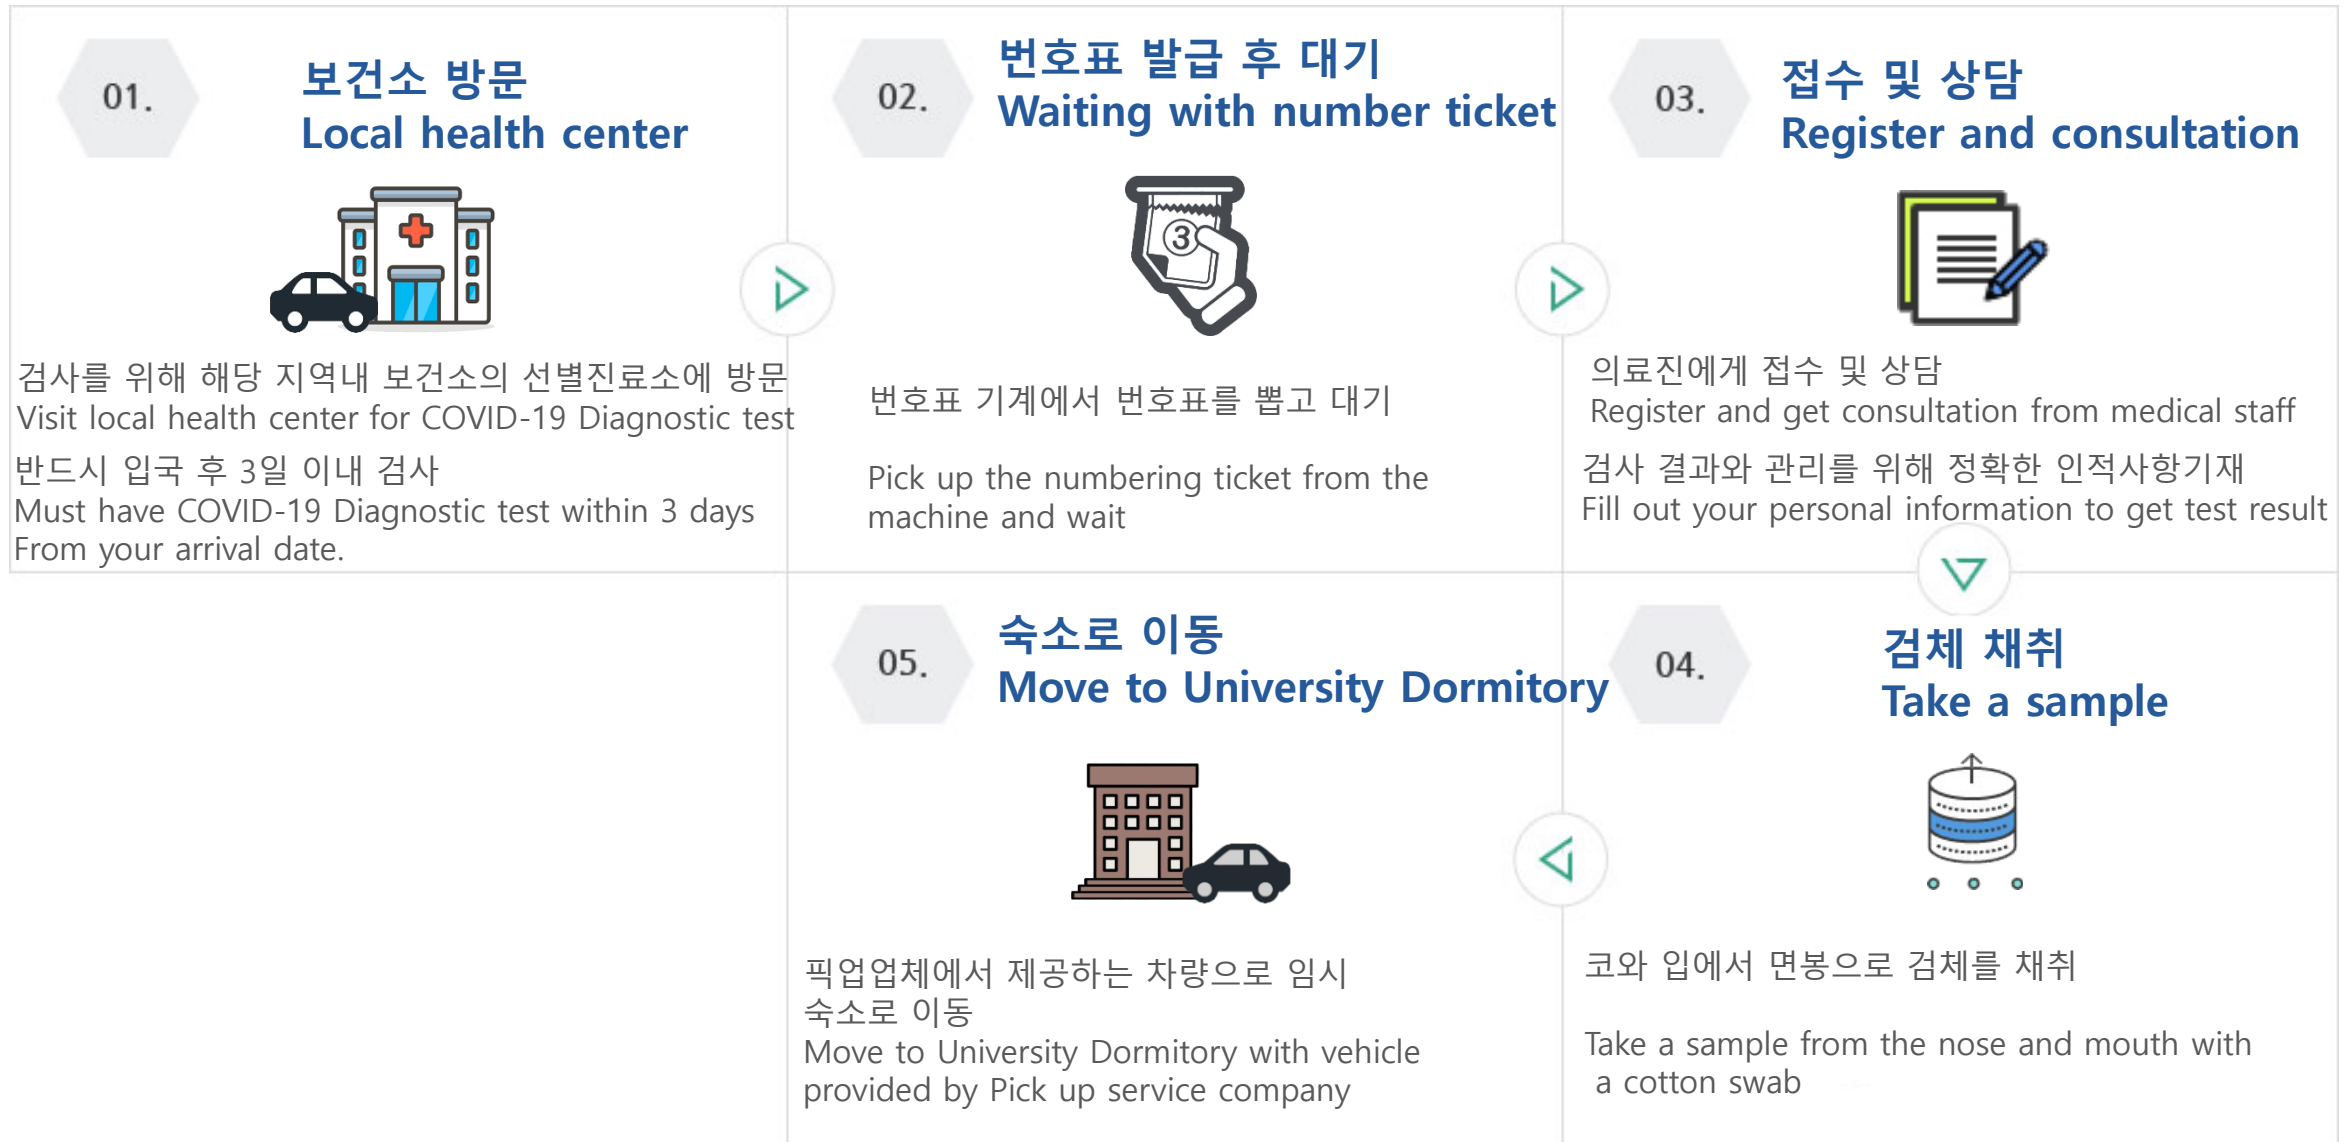 01.
보건소 방문
Local health center
검사를 위해 해당 지역내 보건소의 선별진료소에 방문
Visit local health center for COVID-19 Diagnostic test
반드시 입국 후 3일 이내 검사
Must have COVID-19 Diagnostic test within 3 days
From your arrival date.
02.
번호표 발급 후 대기
Waiting with number ticket
3
번호표 기계에서 번호표를 뽑고 대기
Pick up the numbering ticket from the
machine and wait
03.
접수 및 상담
Register and consultation
의료진에게 접수 및 상담
Register and get consultation from medical staff
검사 결과와 관리를 위해 정확한 인적사항기재
Fill out your personal information to get test result
04.
검체 채취
Take a sample
코와 입에서 면봉으로 검체를 채취
Take a sample from the nose and mouth with
a cotton swab
05.
숙소로 이동
Move to University Dormitory
픽업업체에서 제공하는 차량으로 임시
숙소로 이동
Move to University Dormitory with vehicle
provided by Pick up service company